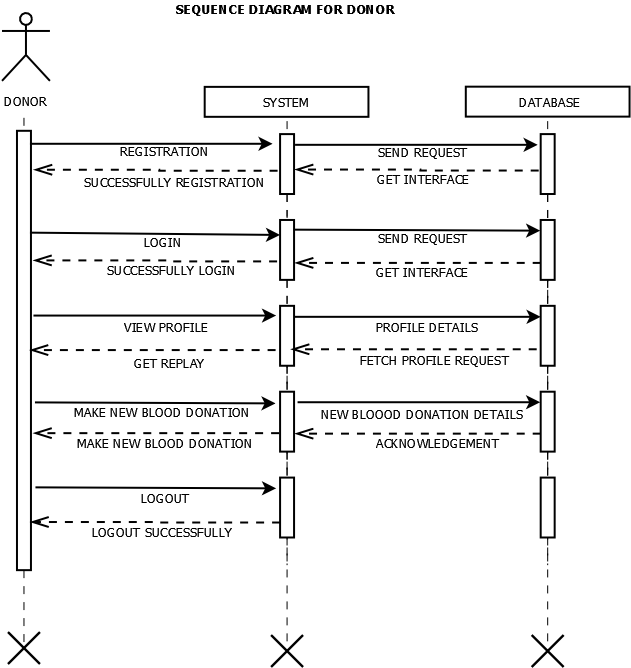 SEQUENCE DIAGRAM FOR DONOR
DONOR
SYSTEM
DATABASE
REGISTRATION
SEND REQUEST
SUCCESSFULLY REGISTRATION
GET INTERFACE
LOGIN
SEND REQUEST
SUCCESSFULLY LOGIN
GET INTERFACE
VIEW PROFILE
PROFILE DETAILS
GET REPLAY
FETCH PROFILE REQUEST
MAKE NEW BLOOD DONATION
NEW BLOOOD DONATION DETAILS
MAKE NEW BLOOD DONATION
ACKNOWLEDGEMENT
LOGOUT
LOGOUT SUCCESSFULLY